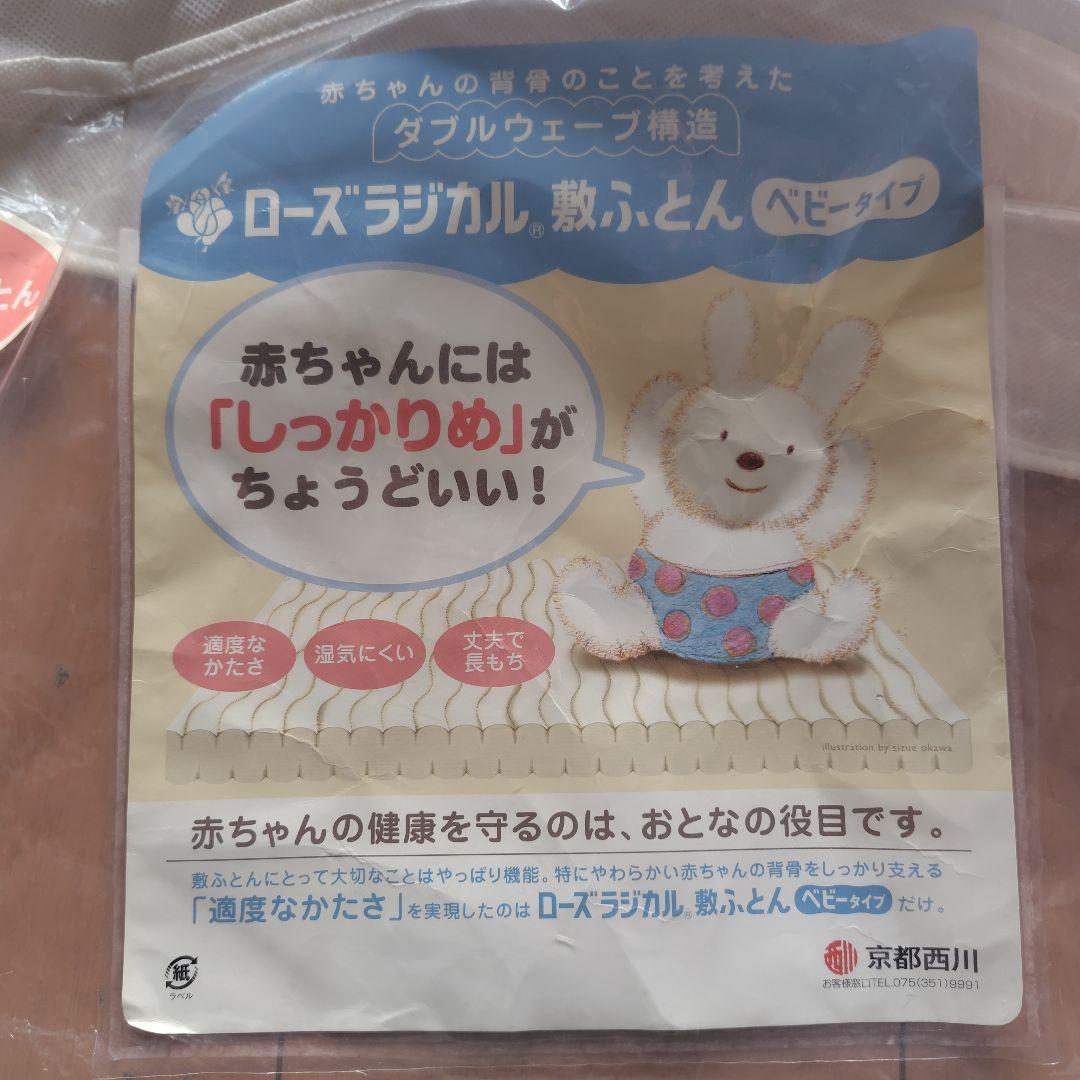 赤ちゃんの背骨のことを考えた
ダブルウェーブ構造
ローズラジカル® 敷ふとん ベビータイプ
とん
赤ちゃんには
「しっかりめ」が
ちょうどいい!
適度な
かたさ
湿気にくい
丈夫で
長もち
illustration by sizue okawa
赤ちゃんの健康を守るのは、おとなの役目です。
敷ふとんにとって大切なことはやっぱり機能。特にやわらかい赤ちゃんの背骨をしっかり支える
「適度なかたさ」を実現したのは ローズラジカル® 敷ふとん ベビータイプ だけ。
紙
ラベル
西川 京都西川
お客様窓口TEL.075(351)9991